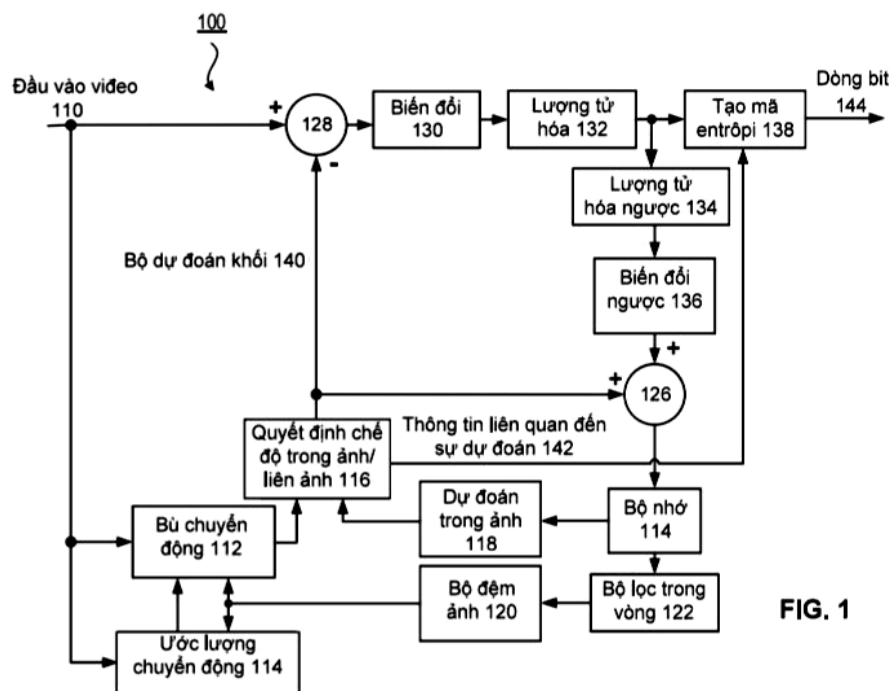 100
Đầu vào viđeo
110
+
128
-
Biến đổi
130
Lượng tử
hóa 132
Tạo mã
entrôpi 138
Dòng bit
144
Lượng tử
hóa ngược 134
Bộ dự đoán khối 140
Biến đổi
ngược 136
+
+
126
Quyết định chế
độ trong ảnh/
liên ảnh 116
Thông tin liên quan đến
sự dự đoán 142
Bù chuyển
động 112
Dự đoán
trong ảnh
118
Bộ nhớ
114
Bộ đệm
ảnh 120
Bộ lọc trong
vòng 122
FIG. 1
Ước lượng
chuyển động 114